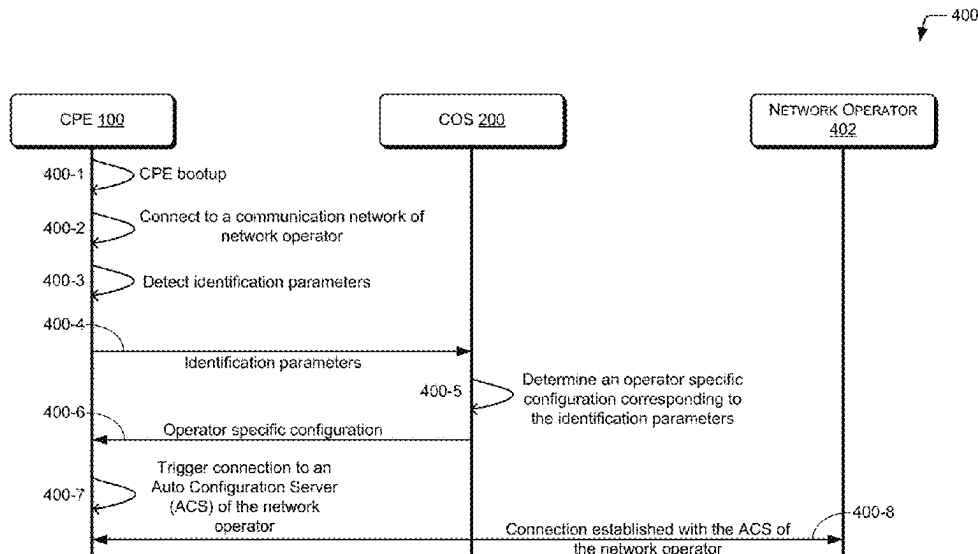 400
CPE 100
COS 200
NETWORK OPERATOR
402
400-1
CPE bootup
400-2
Connect to a communication network of
network operator
400-3
Detect identification parameters
400-4
Identification parameters
400-5
Determine an operator specific
configuration corresponding to
the identification parameters
400-6
Operator specific configuration
400-7
Trigger connection to an
Auto Configuration Server
(ACS) of the network
operator
400-8
Connection established with the ACS of
the network operator